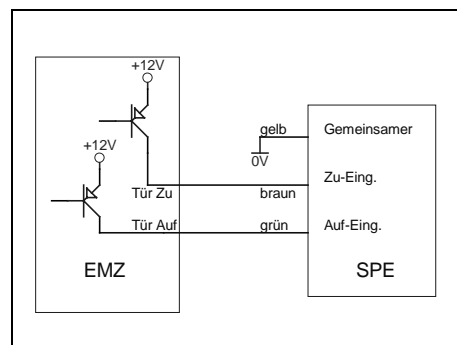 +12V
gelb
Gemeinsamer
+12V
0V
Zu-Eing.
Tür Zu
braun
Tür Auf
grün
Auf-Eing.
EMZ
SPE